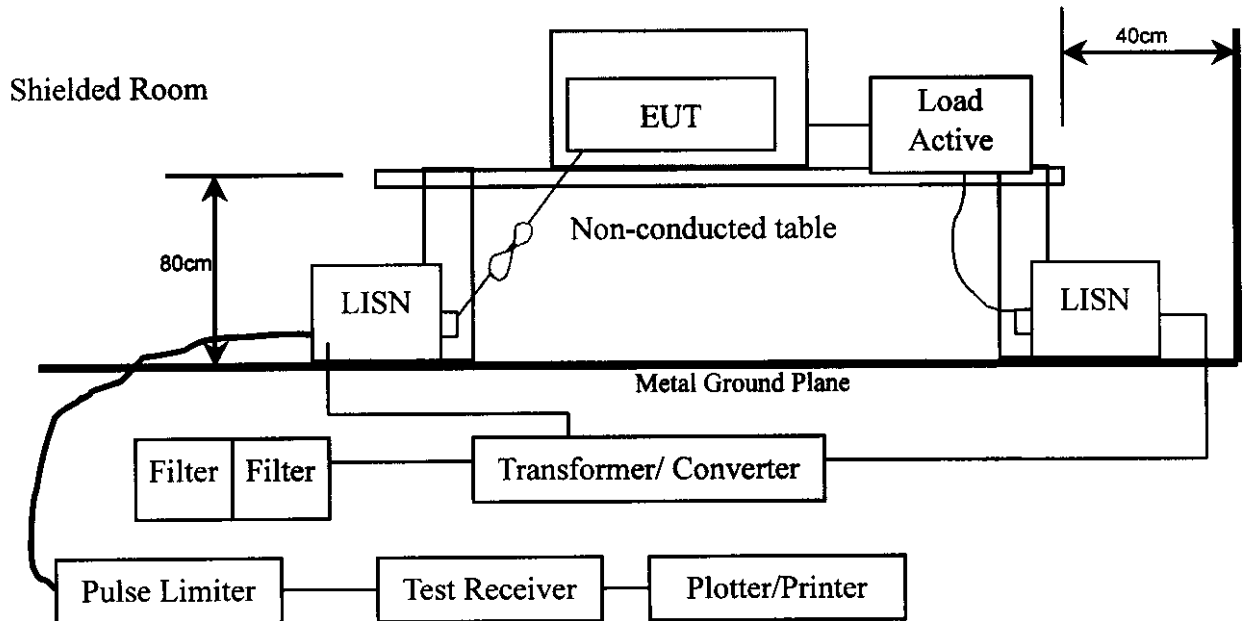 40cm
Shielded Room
EUT
Load
Active
Non-conducted table
80cm
LISN
LISN
Metal Ground Plane
Filter
Filter
Transformer/ Converter
Pulse Limiter
Test Receiver
Plotter/Printer